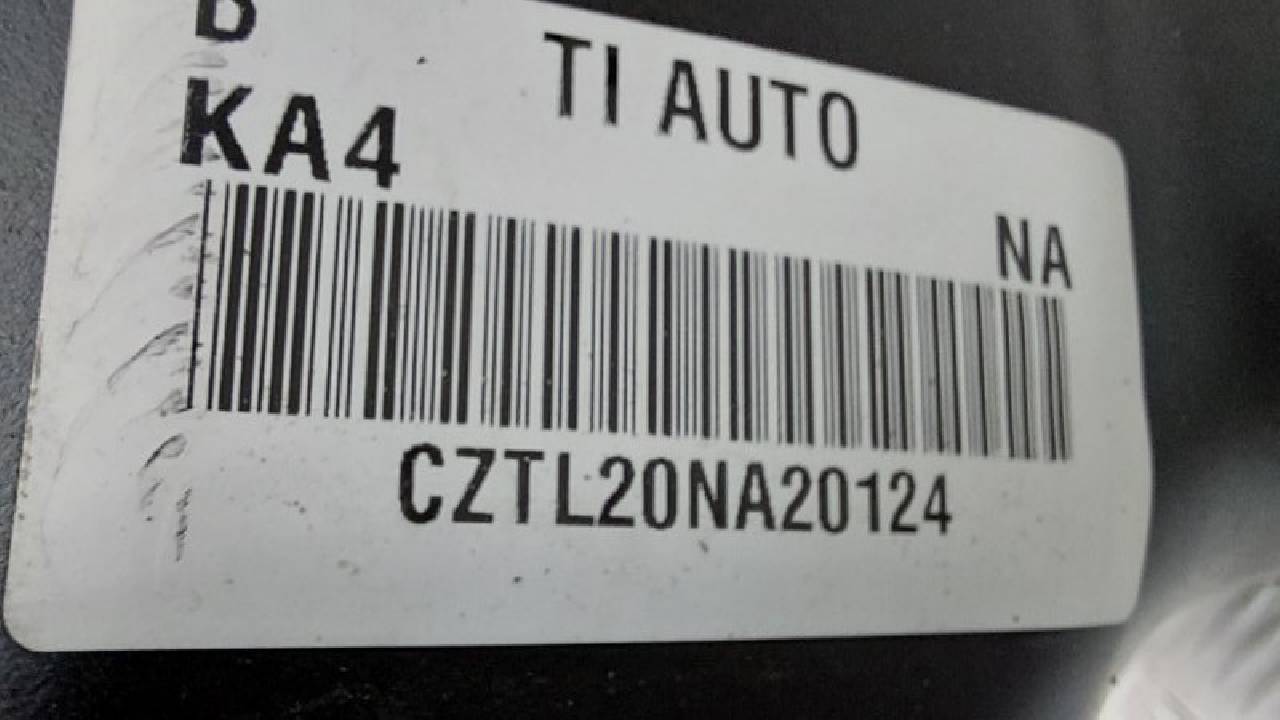 KA4
TI AUTO
NA
CZTL20NA20124